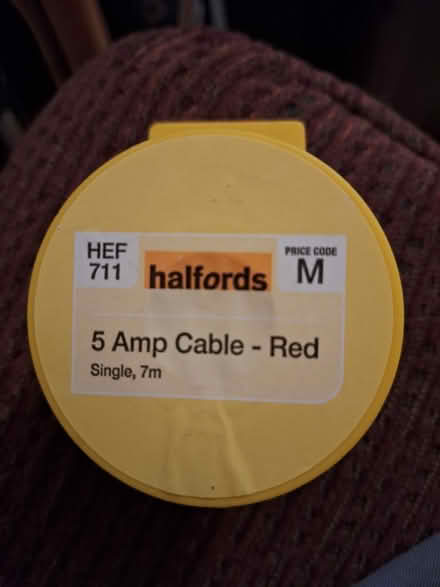 HEF
711
halfords
PRICE CODE
M
5 Amp Cable - Red
Single, 7m